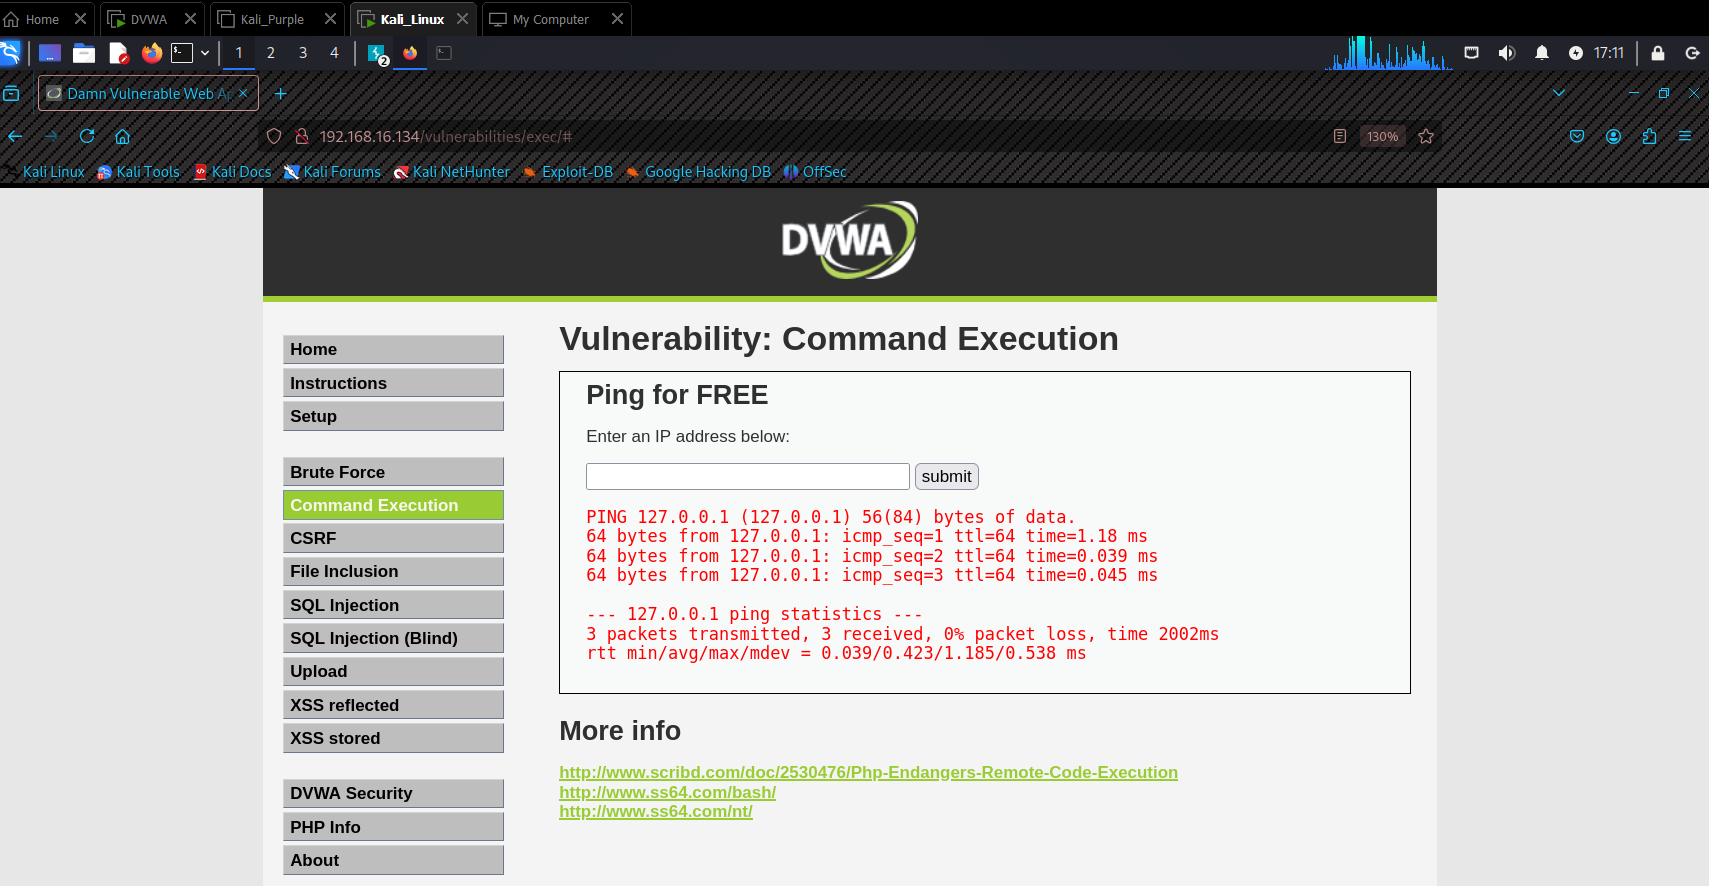 Home
DVWA
Kali_Purple
Kali_Linux
My Computer
1 2 3 4
2
17:11
Damn Vulnerable Web Ap
192.168.16.134/vulnerabilities/exec/#
130%
Kali Linux
Kali Tools
Kali Docs
Kali Forums
Kali NetHunter
Exploit-DB
Google Hacking DB
OffSec
DVWA
Home
Instructions
Setup
Brute Force
Command Execution
CSRF
File Inclusion
SQL Injection
SQL Injection (Blind)
Upload
XSS reflected
XSS stored
DVWA Security
PHP Info
About
Vulnerability: Command Execution
Ping for FREE
Enter an IP address below:
submit
PING 127.0.0.1 (127.0.0.1) 56(84) bytes of data.
64 bytes from 127.0.0.1: icmp_seq=1 ttl=64 time=1.18 ms
64 bytes from 127.0.0.1: icmp_seq=2 ttl=64 time=0.039 ms
64 bytes from 127.0.0.1: icmp_seq=3 ttl=64 time=0.045 ms
--- 127.0.0.1 ping statistics ---
3 packets transmitted, 3 received, 0% packet loss, time 2002ms
rtt min/avg/max/mdev = 0.039/0.423/1.185/0.538 ms
More info
http://www.scribd.com/doc/2530476/Php-Endangers-Remote-Code-Execution
http://www.ss64.com/bash/
http://www.ss64.com/nt/